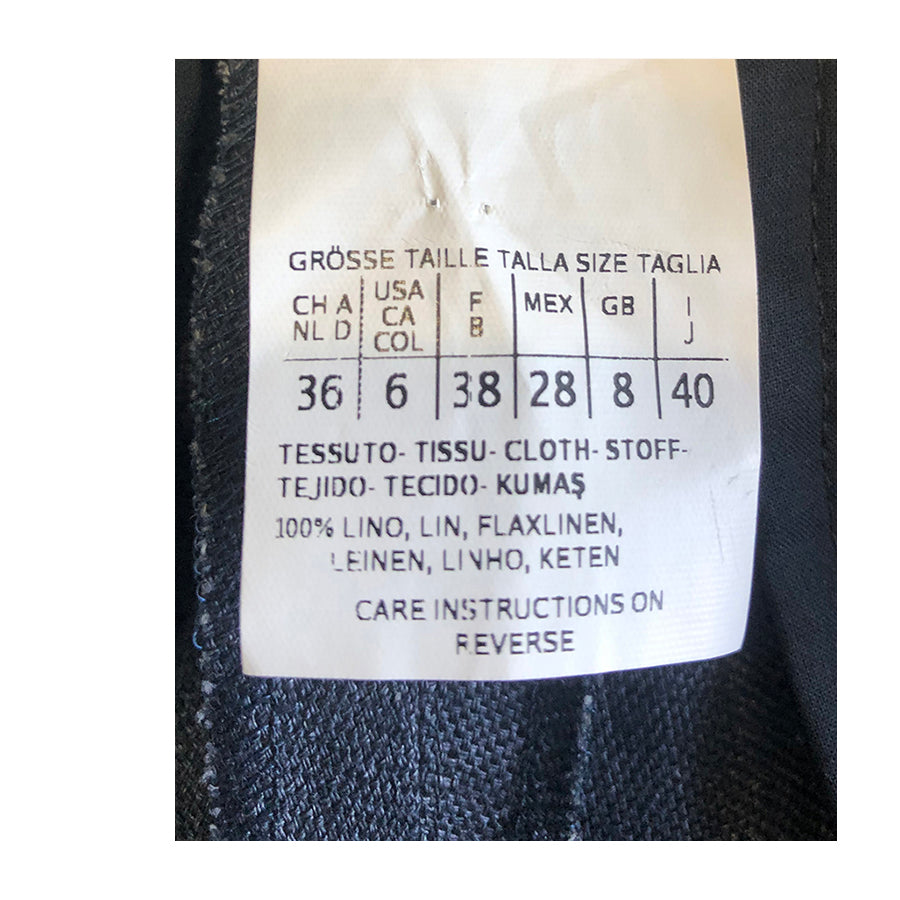 GRÖSSE TAILLE TALLA SIZE TAGLIA
CH A USA F MEX GB I
NL D CA B J
COL
36 6 38 28 8 40
TESSUTO- TISSU- CLOTH- STOFF-
TEJIDO- TECIDO- KUMAŞ
100% LINO, LIN, FLAXLINEN,
LEINEN, LINHO, KETEN
CARE INSTRUCTIONS ON
REVERSE